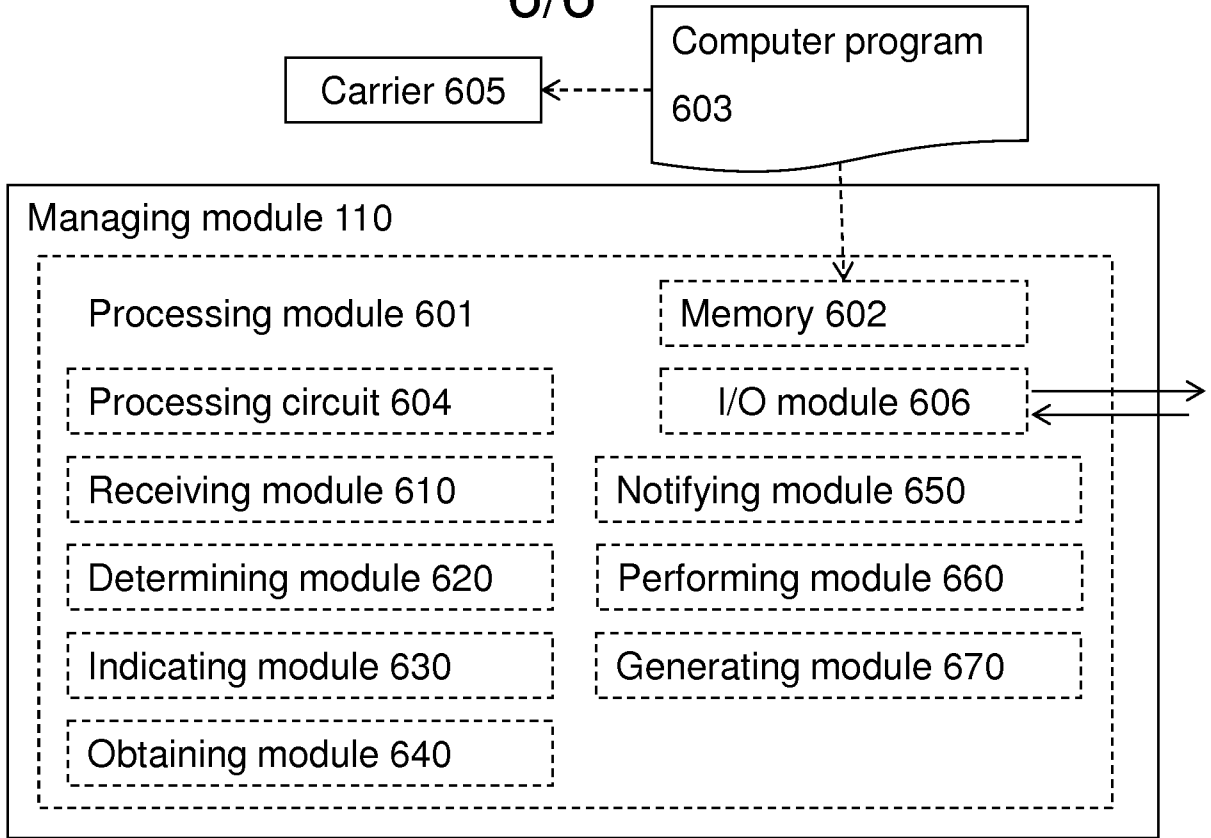 6/6
Computer program
603
Carrier 605
Managing module 110
Processing module 601
Memory 602
Processing circuit 604
I/O module 606
Receiving module 610
Notifying module 650
Determining module 620
Performing module 660
Indicating module 630
Generating module 670
Obtaining module 640